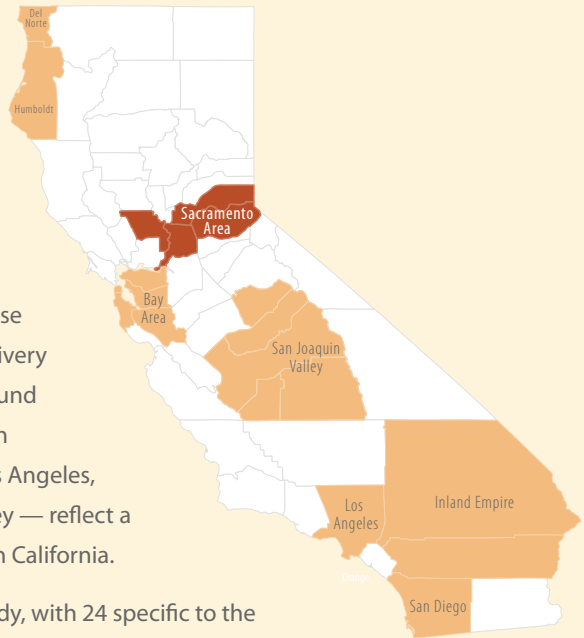 Del
Norte
Humboldt
Sacramento
Area
Bay
Area
San Joaquin
Valley
Los
Angeles
Inland Empire
Orange
San Diego
se
ivery
und
n
s Angeles,
ey — reflect a
n California.
dy, with 24 specific to the